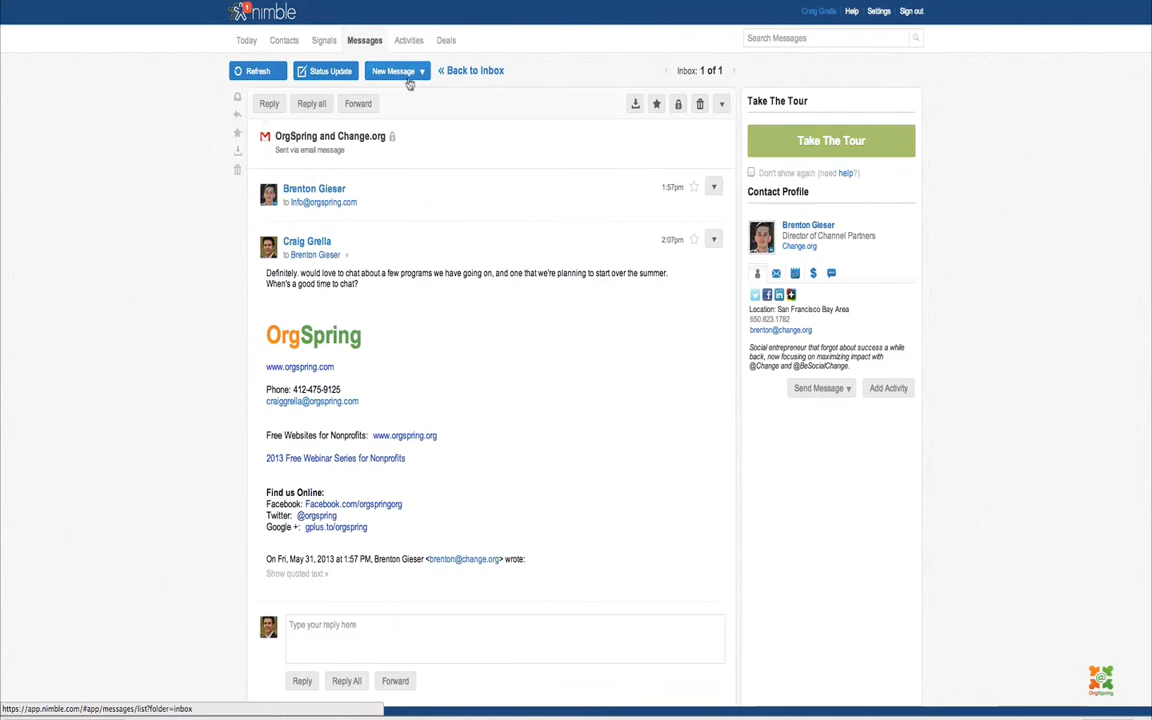 1
nimble
Craig Grella Help Settings Sign out
Today Contacts Signals Messages Activities Deals
Search Messages
Refresh Status Update New Message ▼ « Back to Inbox Inbox: 1 of 1
Reply Reply all Forward
OrgSpring and Change.org
Sent via email message
Brenton Gieser 1:57pm
to Info@orgspring.com
Craig Grella 2:07pm
to Brenton Gieser
Definitely. would love to chat about a few programs we have going on, and one that we're planning to start over the summer.
When's a good time to chat?
OrgSpring
www.orgspring.com
Phone: 412-475-9125
craiggrella@orgspring.com
Free Websites for Nonprofits: www.orgspring.org
2013 Free Webinar Series for Nonprofits
Find us Online:
Facebook: Facebook.com/orgspringorg
Twitter: @orgspring
Google +: gplus.to/orgspring
On Fri, May 31, 2013 at 1:57 PM, Brenton Gieser <brenton@change.org> wrote:
Show quoted text »
Type your reply here
Reply Reply All Forward
Take The Tour
Take The Tour
Don't show again (need help?)
Contact Profile
Brenton Gieser
Director of Channel Partners
Change.org
Location: San Francisco Bay Area
650.823.1782
brenton@change.org
Social entrepreneur that forgot about success a while
back, now focusing on maximizing impact with
@Change and @BeSocialChange.
Send Message ▼ Add Activity
OrgSpring
https://app.nimble.com/#app/messages/list?folder=inbox